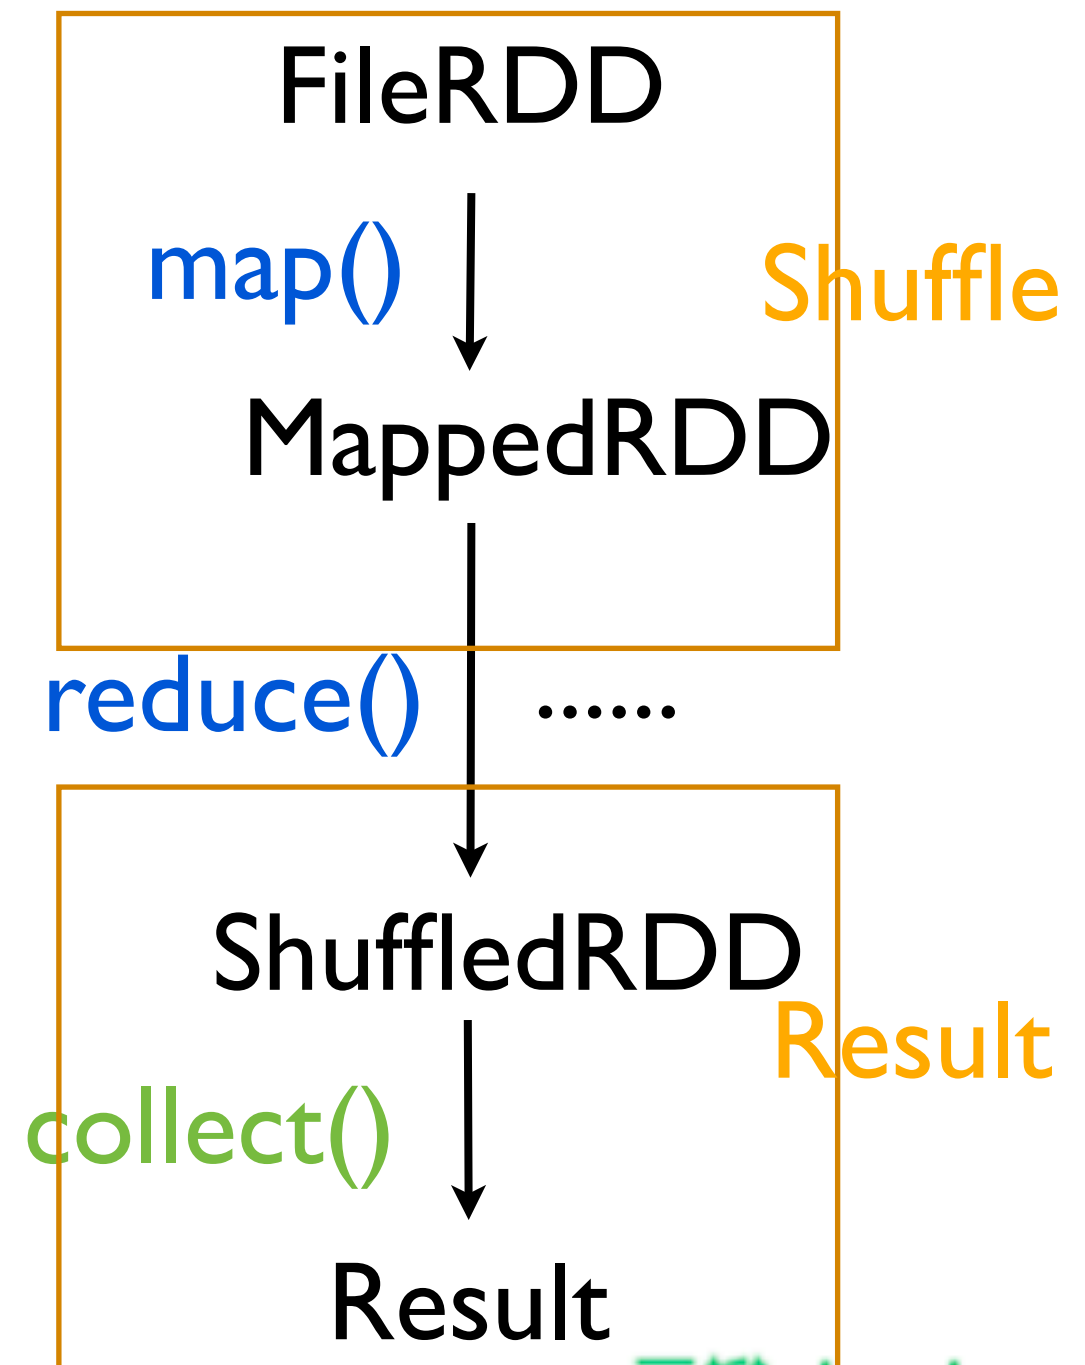 FileRDD
map()
Shuffle
MappedRDD
reduce()
......
ShuffledRDD
Result
collect()
Result